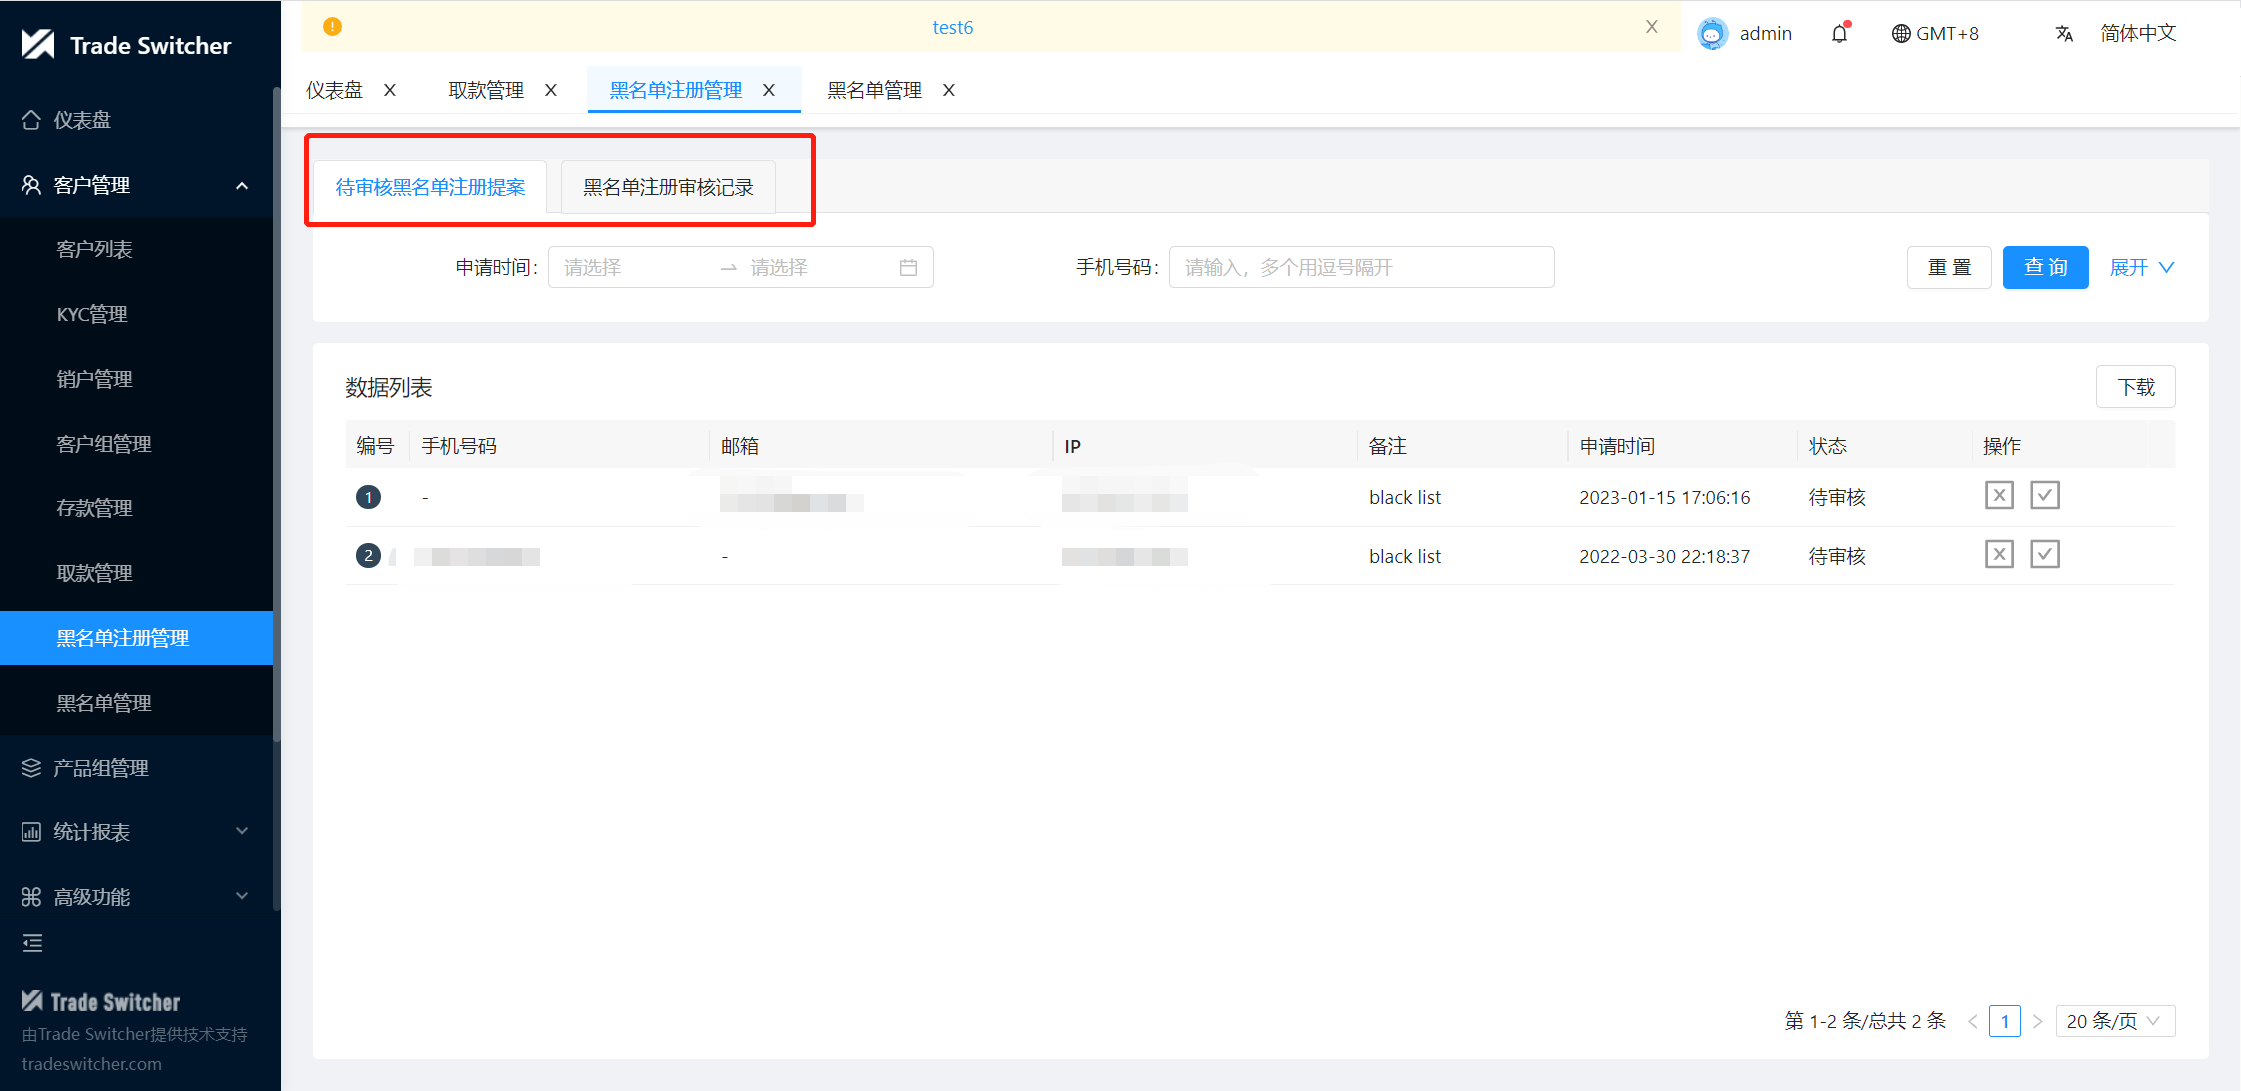 Trade Switcher
仪表盘
客户管理
客户列表
KYC管理
销户管理
客户组管理
存款管理
取款管理
黑名单注册管理
黑名单管理
产品组管理
统计报表
高级功能
Trade Switcher
由Trade Switcher提供技术支持
tradeswitcher.com
test6 X
admin GMT+8 简体中文
仪表盘 X 取款管理 X 黑名单注册管理 X 黑名单管理 X
待审核黑名单注册提案 黑名单注册审核记录
申请时间: 请选择 → 请选择 手机号码: 请输入，多个用逗号隔开 重 置 查 询 展开
数据列表 下载
编号 手机号码 邮箱 IP 备注 申请时间 状态 操作
1 - black list 2023-01-15 17:06:16 待审核
2 - black list 2022-03-30 22:18:37 待审核
第 1-2 条/总共 2 条 < 1 > 20 条/页